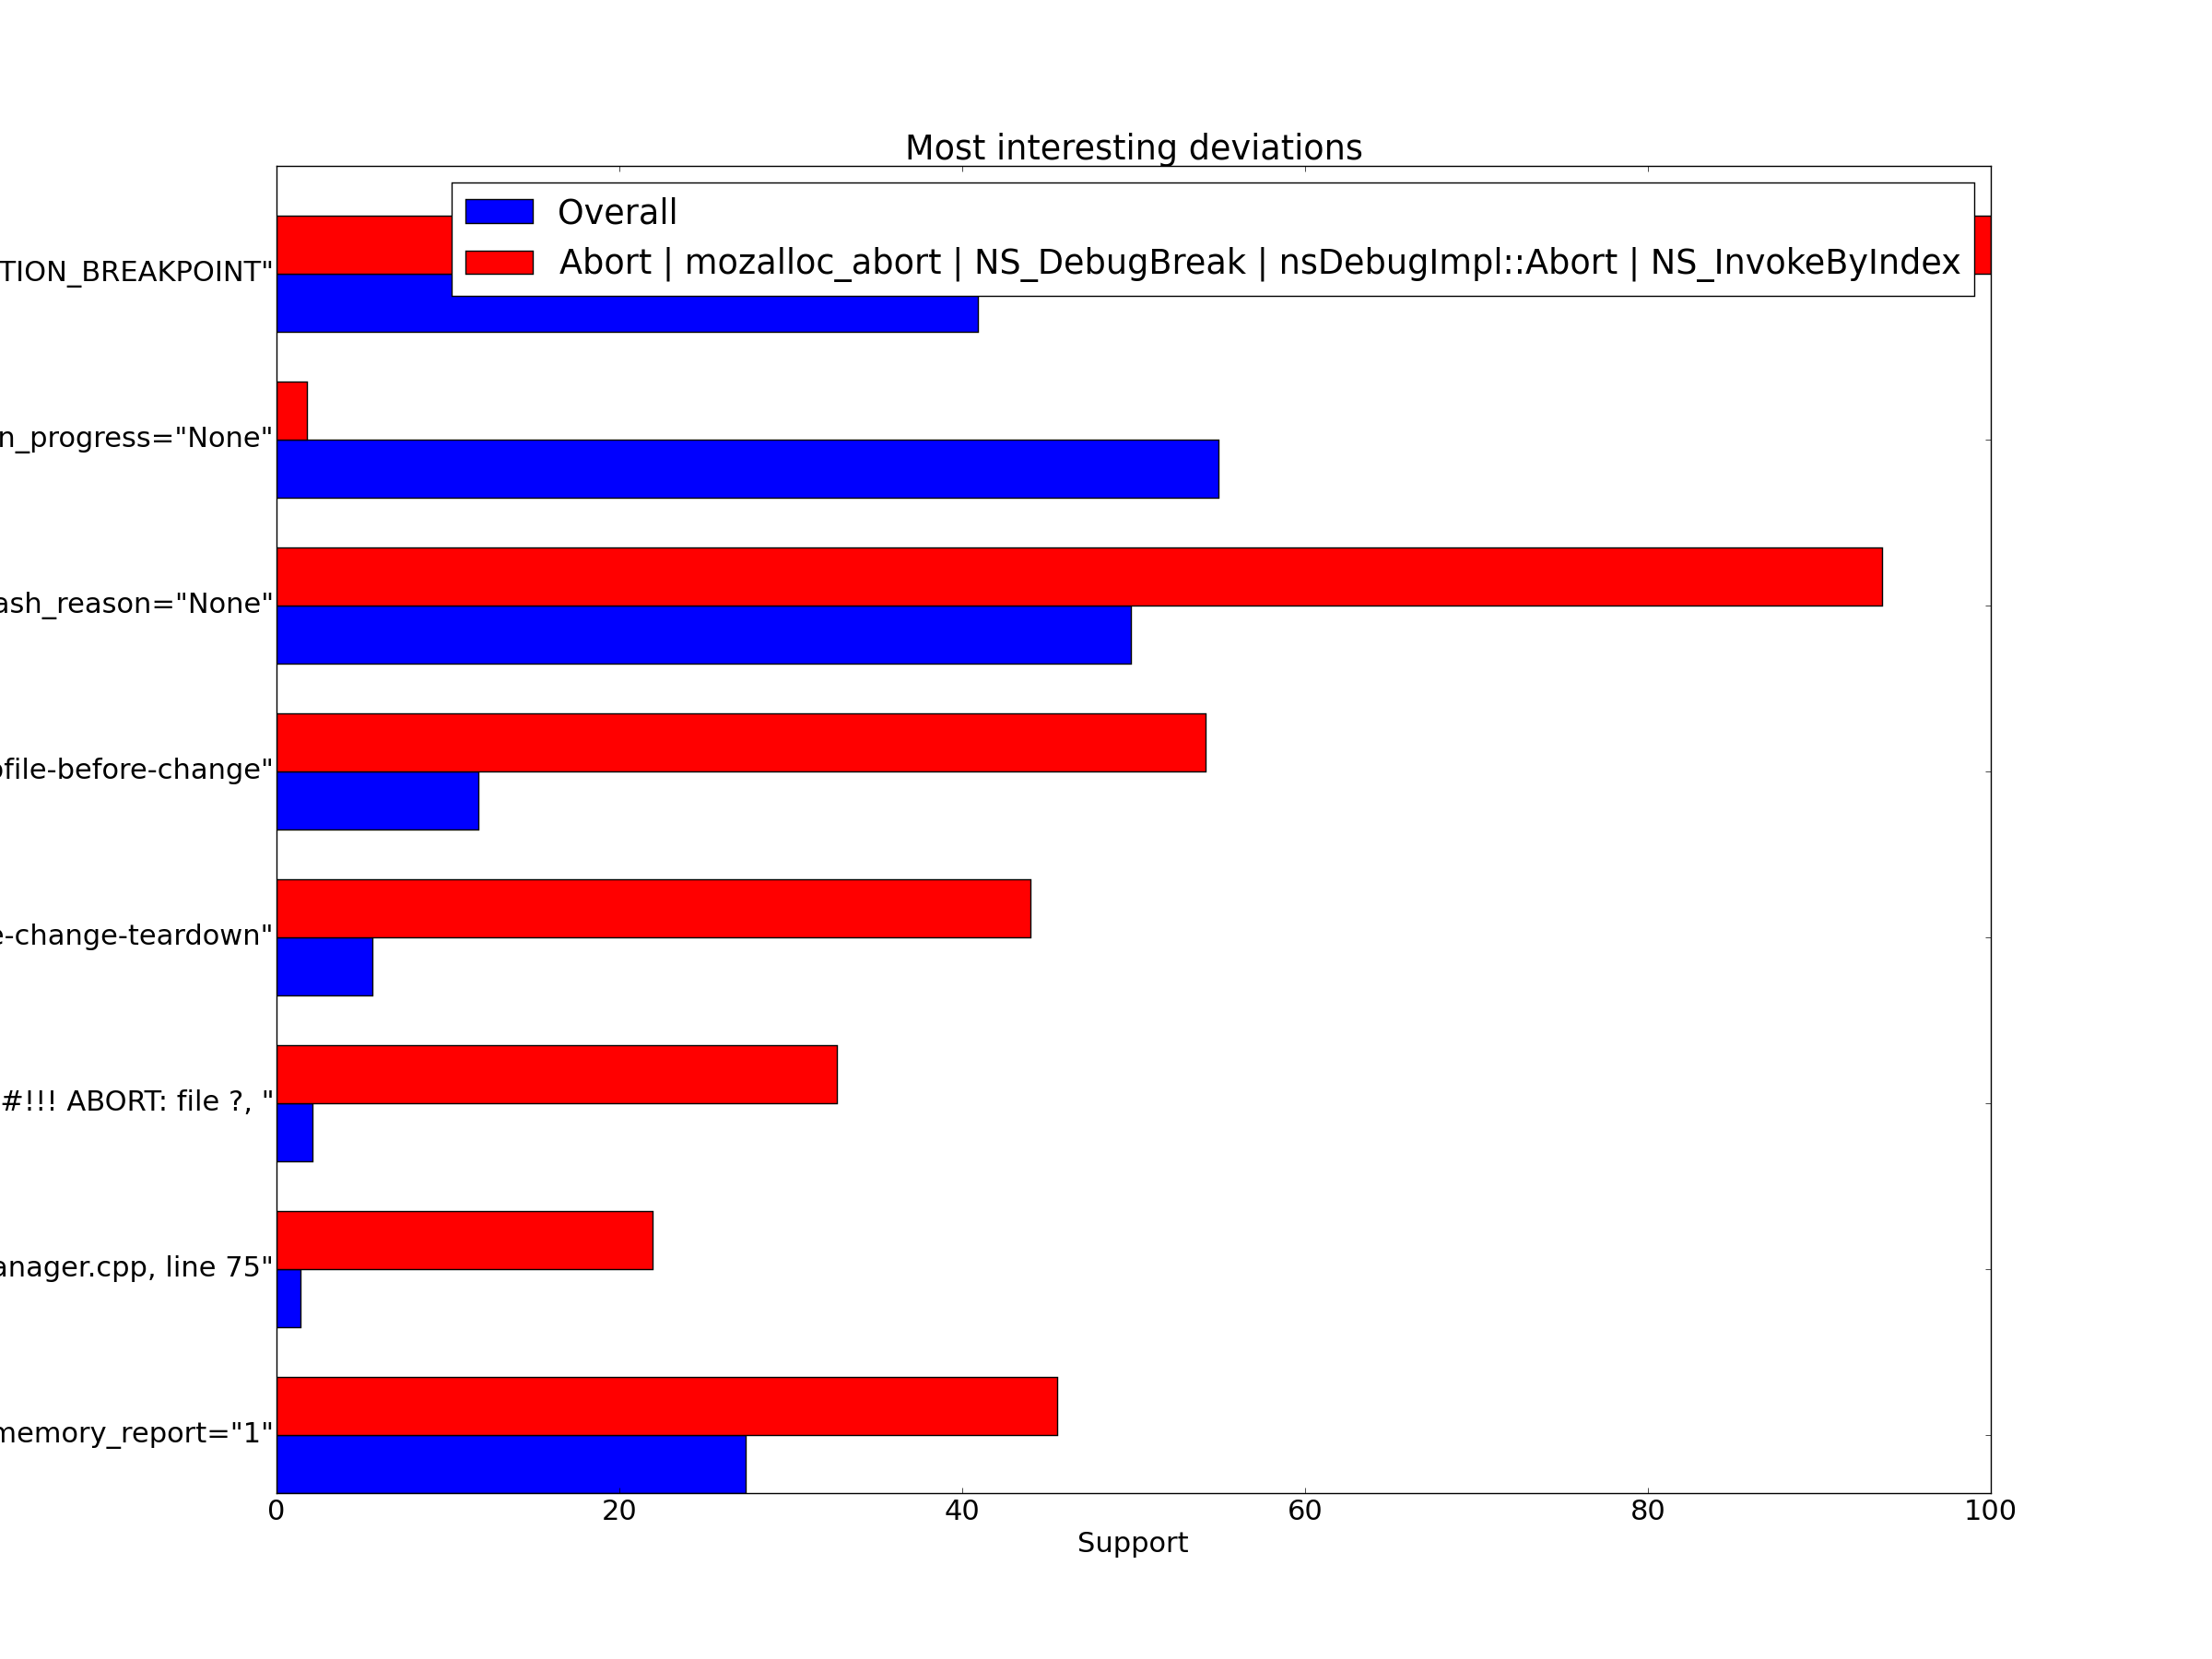 Most interesting deviations
Overall
Abort | mozalloc_abort | NS_DebugBreak | nsDebugImpl::Abort | NS_InvokeByIndex
TION_BREAKPOINT"
n_progress="None"
ash_reason="None"
ofile-before-change"
e-change-teardown"
#!!! ABORT: file ?, "
anager.cpp, line 75"
memory_report="1"
0 20 40 60 80 100
Support